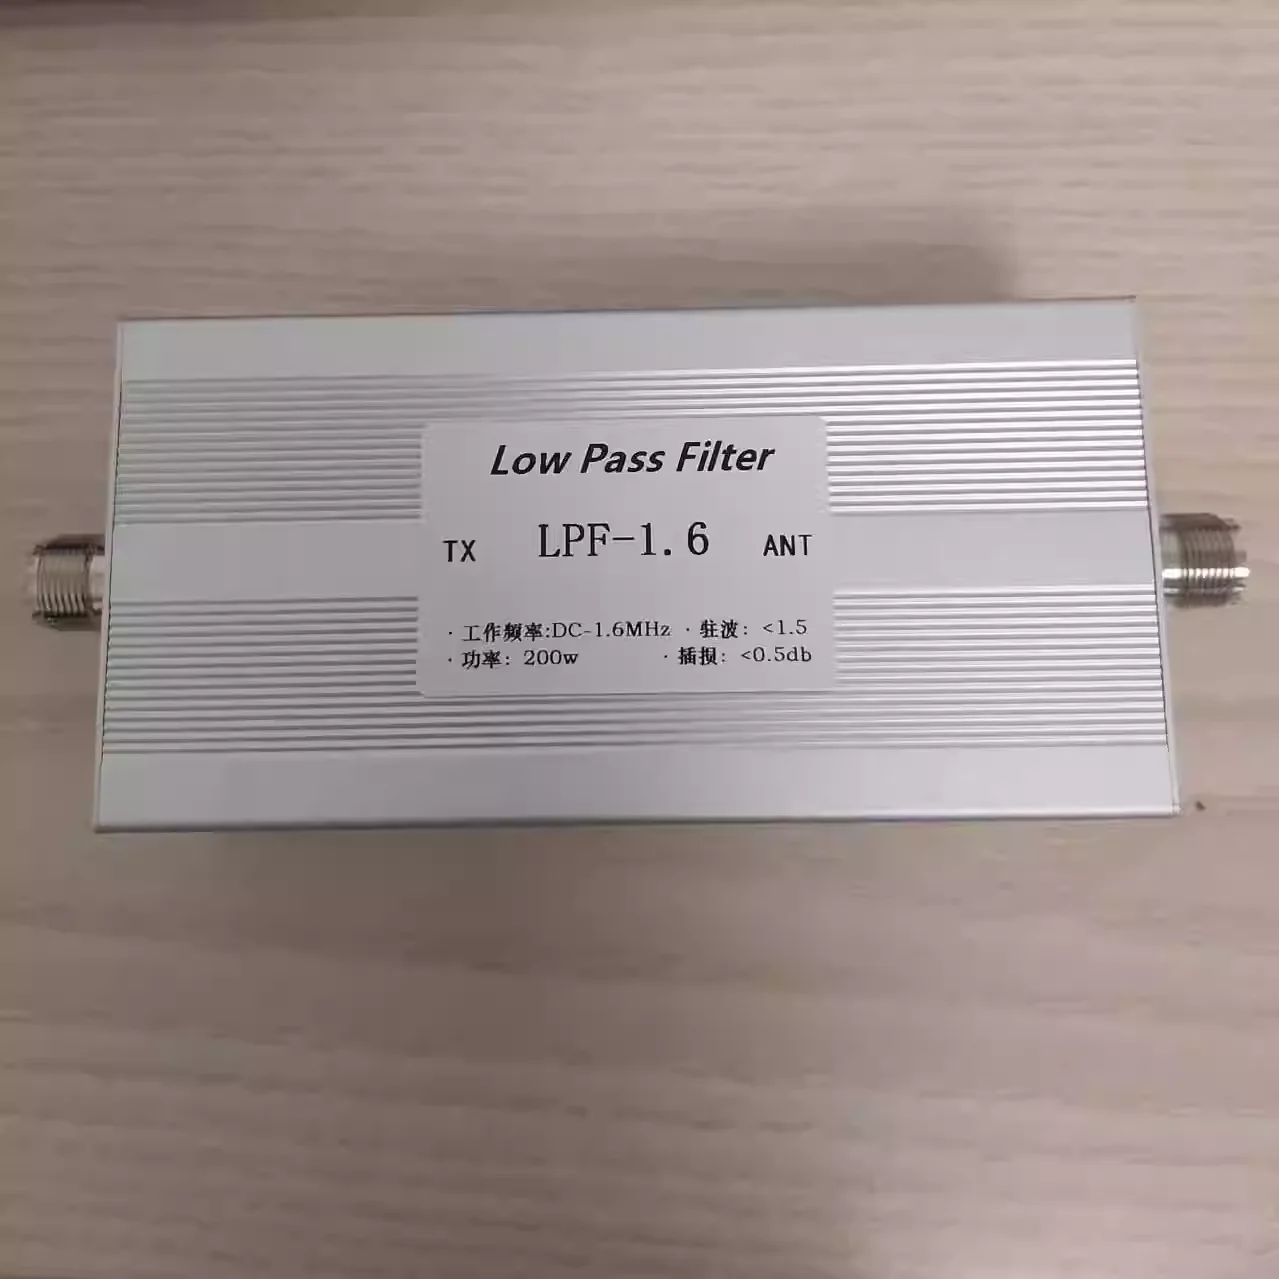 Low Pass Filter
TX LPF-1.6 ANT
·工作频率:DC-1.6MHz ·驻波: <1.5
·功率: 200w ·插损: <0.5db